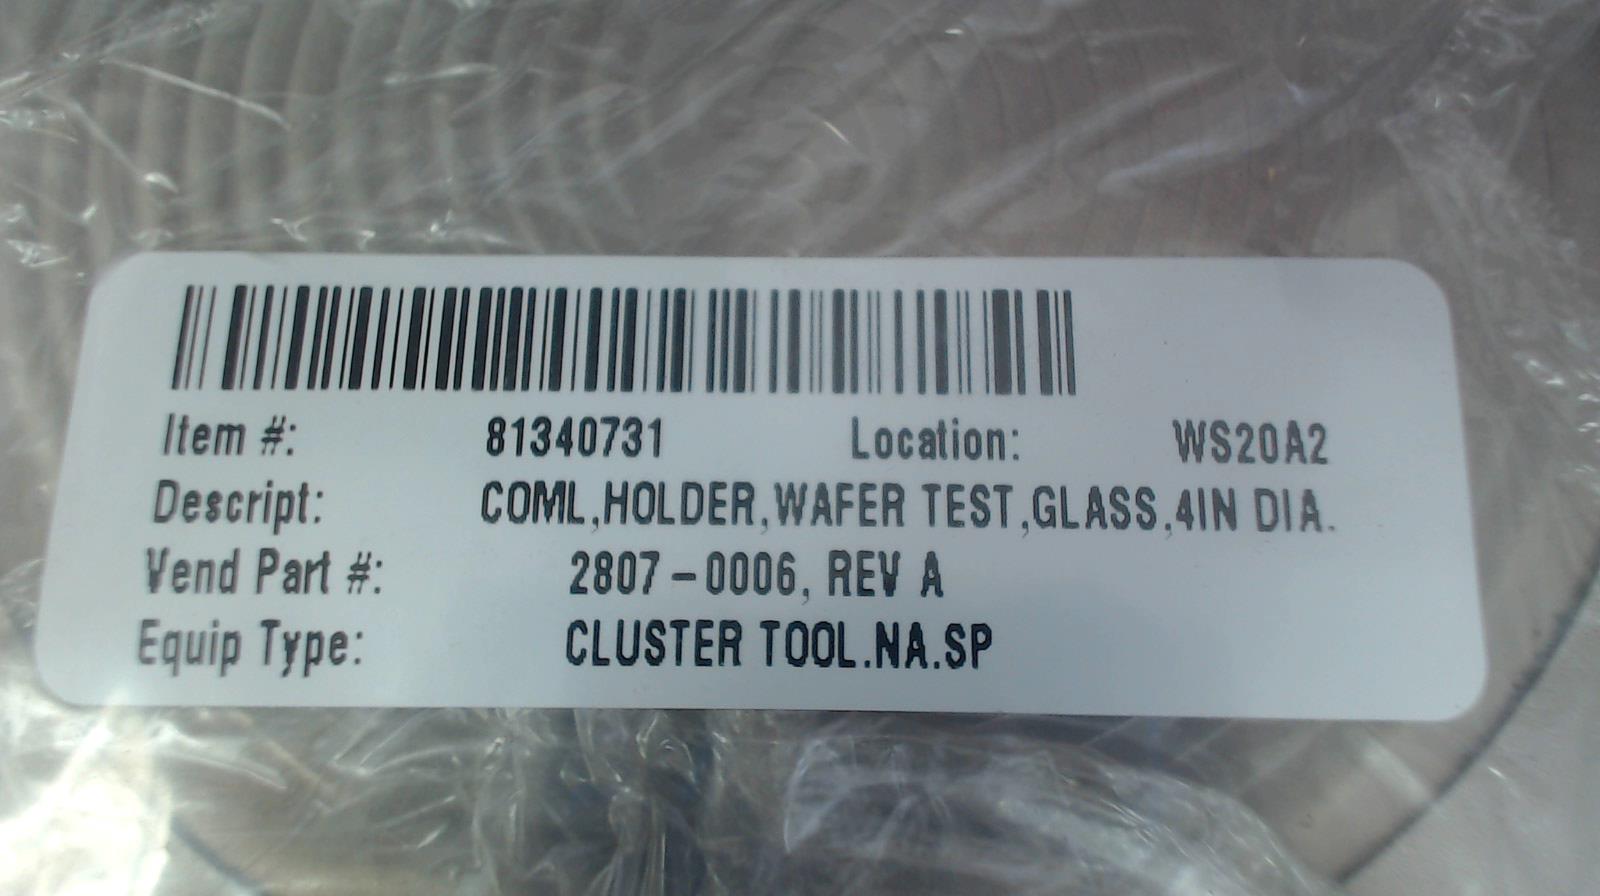 Item #: 81340731 Location: WS20A2
Descript: COML,HOLDER,WAFER TEST,GLASS,4IN DIA.
Vend Part #: 2807-0006, REV A
Equip Type: CLUSTER TOOL.NA.SP